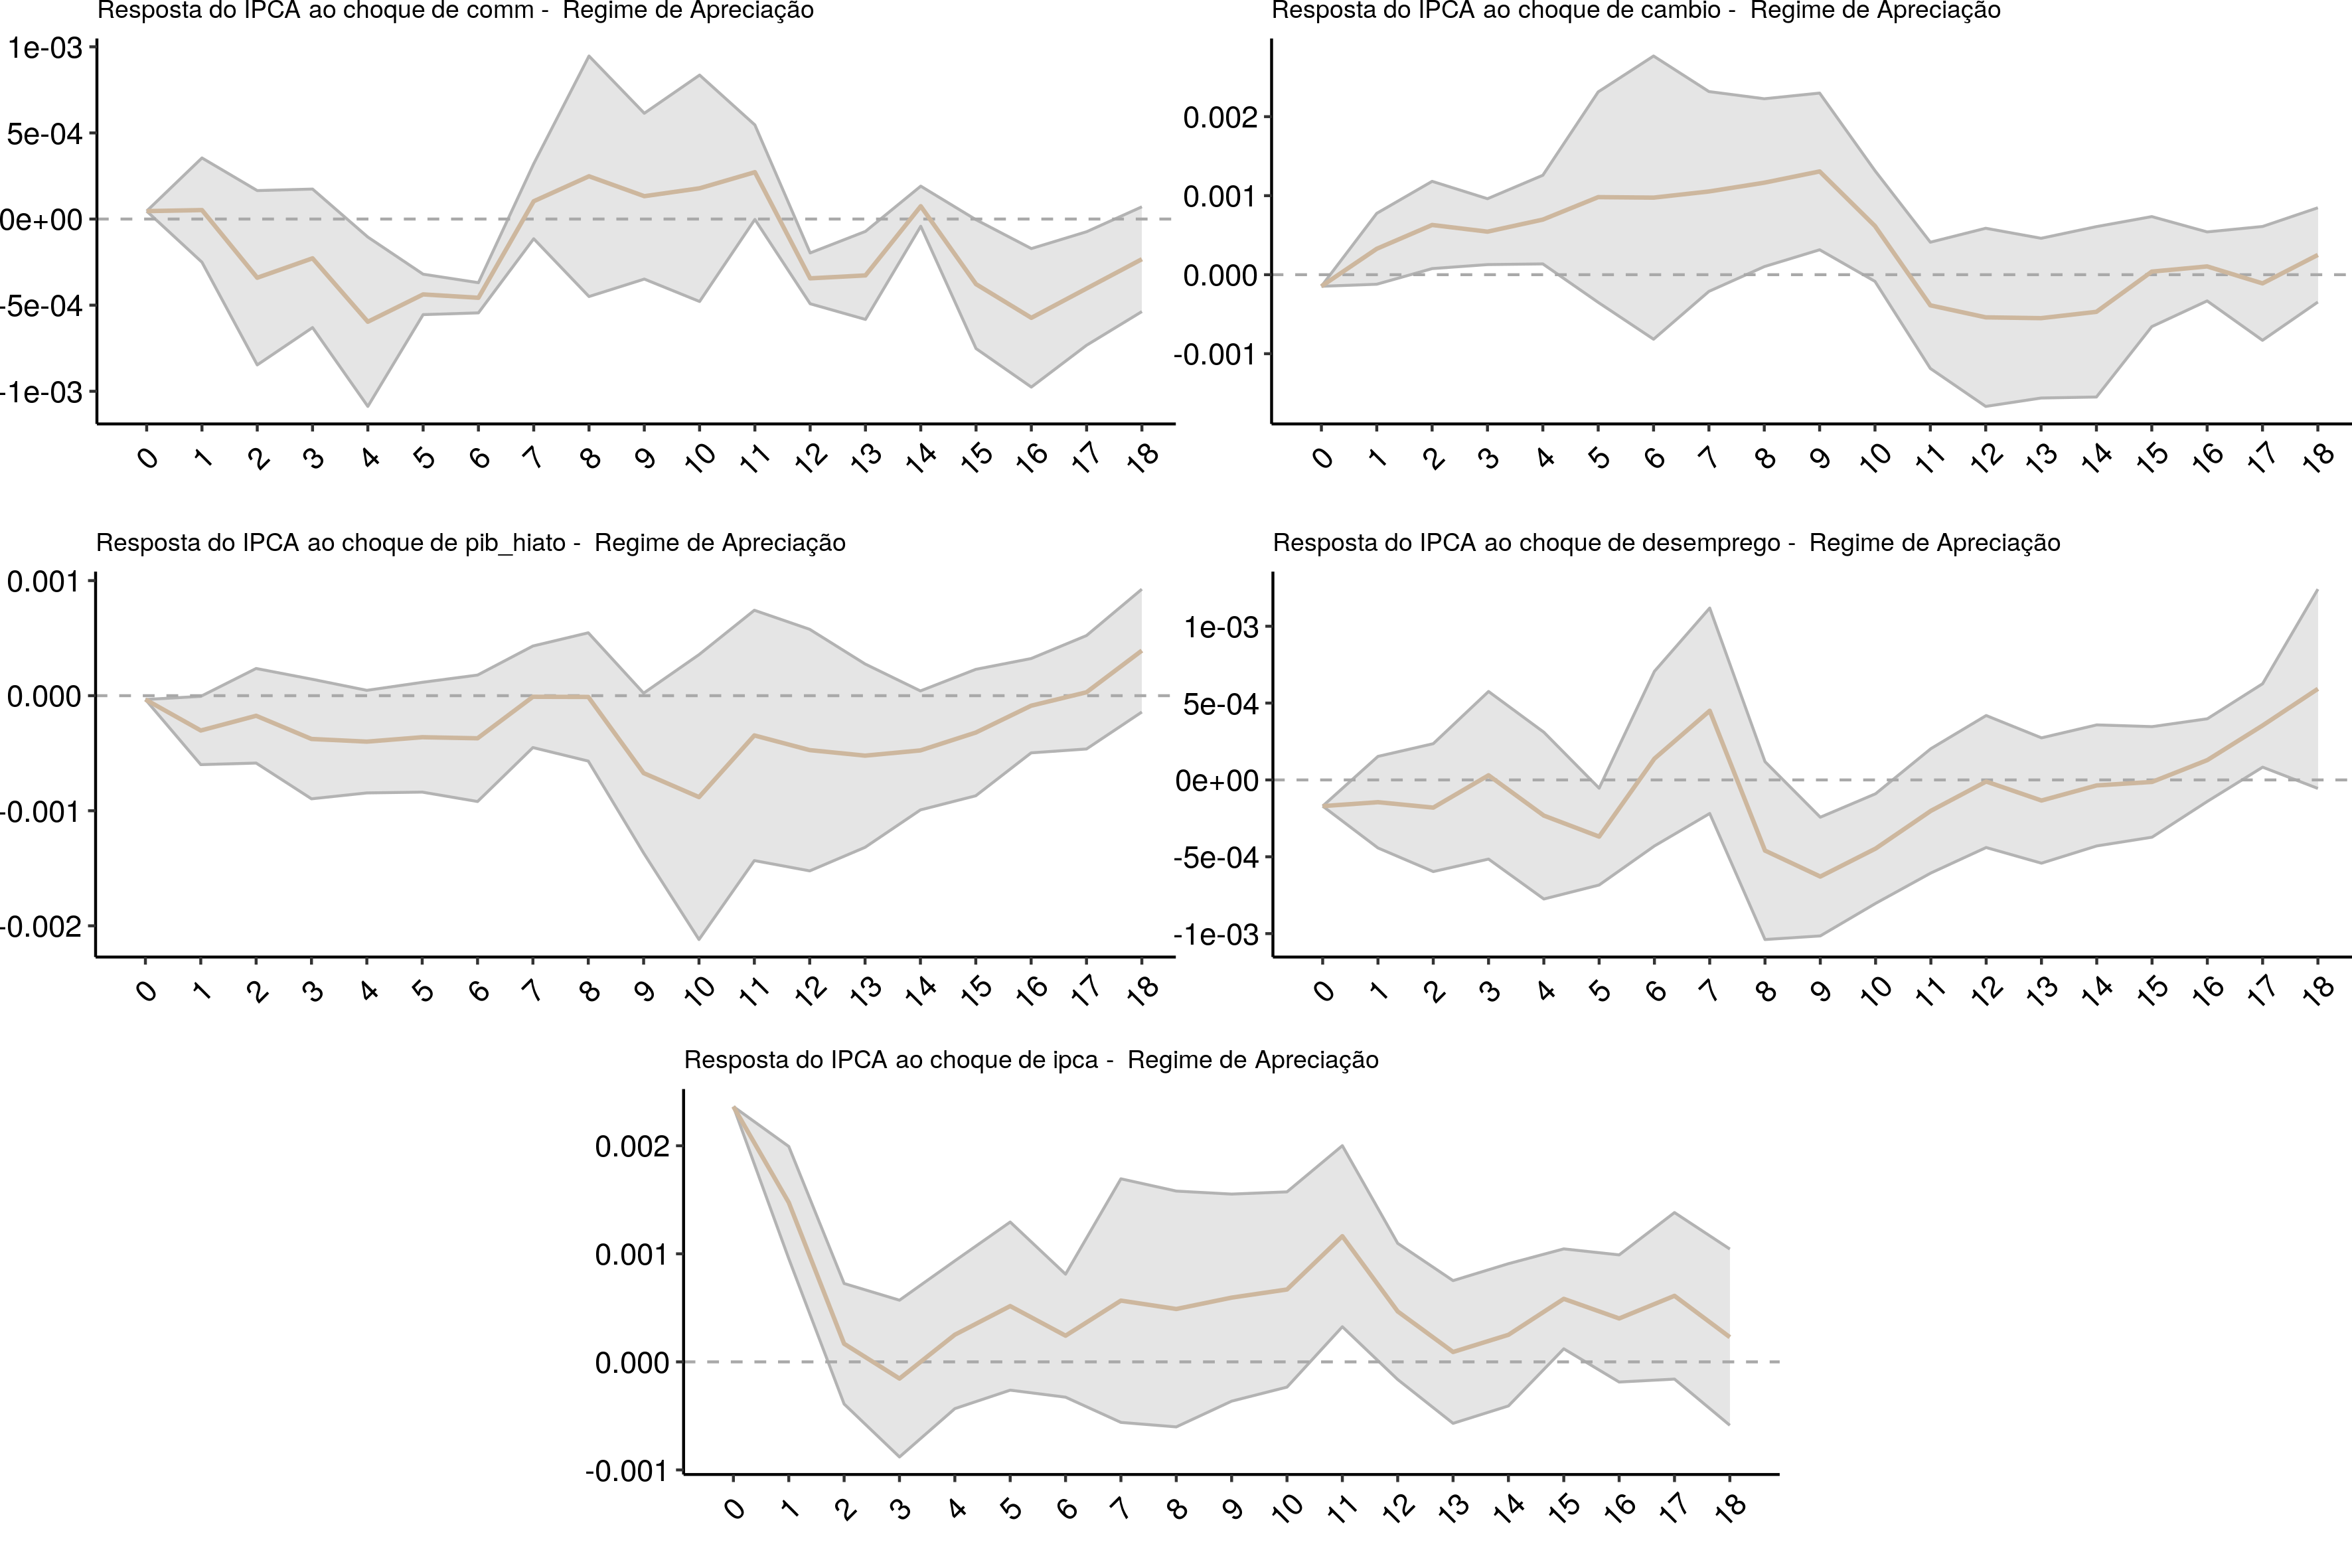 Resposta do IPCA ao choque de comm - Regime de Apreciação
1e-03
5e-04
0e+00
-5e-04
-1e-03
0 1 2 3 4 5 6 7 8 9 10 11 12 13 14 15 16 17 18
Resposta do IPCA ao choque de cambio - Regime de Apreciação
0.002
0.001
0.000
-0.001
0 1 2 3 4 5 6 7 8 9 10 11 12 13 14 15 16 17 18
Resposta do IPCA ao choque de pib_hiato - Regime de Apreciação
0.001
0.000
-0.001
-0.002
0 1 2 3 4 5 6 7 8 9 10 11 12 13 14 15 16 17 18
Resposta do IPCA ao choque de desemprego - Regime de Apreciação
1e-03
5e-04
0e+00
-5e-04
-1e-03
0 1 2 3 4 5 6 7 8 9 10 11 12 13 14 15 16 17 18
Resposta do IPCA ao choque de ipca - Regime de Apreciação
0.002
0.001
0.000
-0.001
0 1 2 3 4 5 6 7 8 9 10 11 12 13 14 15 16 17 18